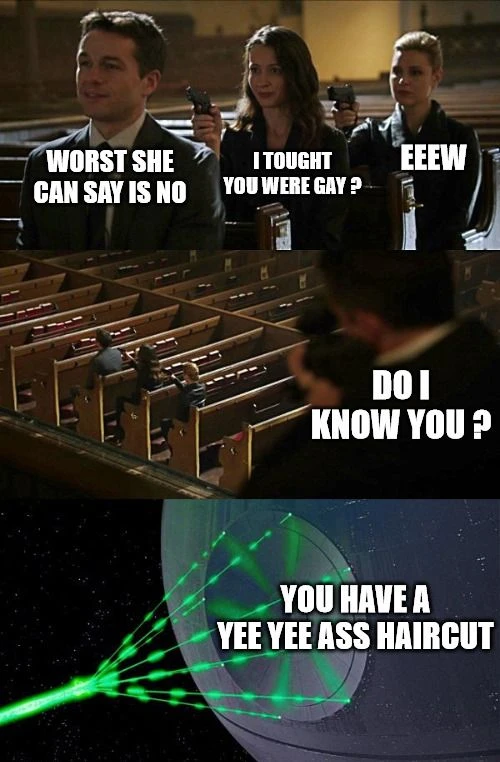 WORST SHE
CAN SAY IS NO
I TOUGHT
YOU WERE GAY ?
EEEW
DO I
KNOW YOU ?
YOU HAVE A
YEE YEE ASS HAIRCUT